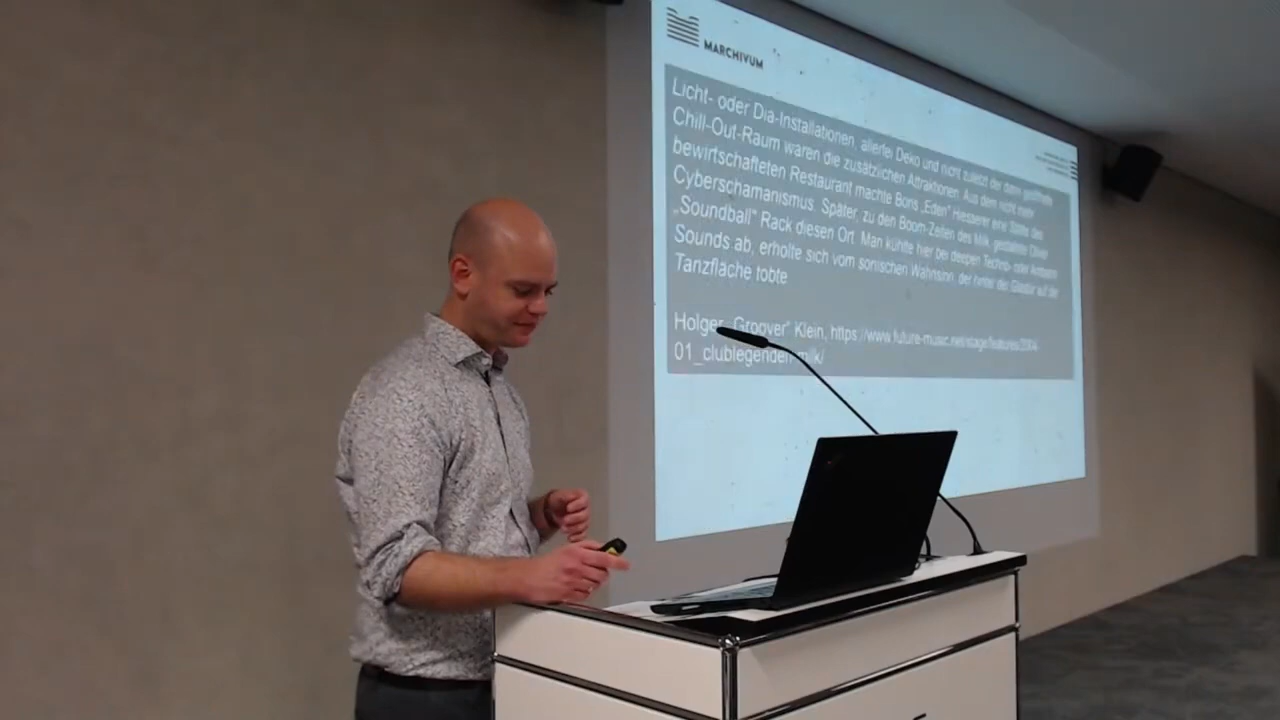 MARCHIVUM
Licht- oder Dia-Installationen, allerlei Deko und nicht zuletzt der dann geöffnete
Chill-Out-Raum waren die zusätzlichen Attraktionen. Aus dem nicht mehr
bewirtschafteten Restaurant machte Boris „Eden" Hiesserer eine Stätte des
Cyberschamanismus. Später, zu den Boom-Zeiten des Milk, gestaltete Oliver
„Soundball" Rack diesen Ort. Man kühlte hier bei deepen Techno- oder Ambient-
Sounds ab, erholte sich vom sonischen Wahnsinn, der hinter der Glastür auf der
Tanzfläche tobte
Holger „Groover" Klein, https://www.future-music.net/stage/features/2004-
01_clublegenden-milk/